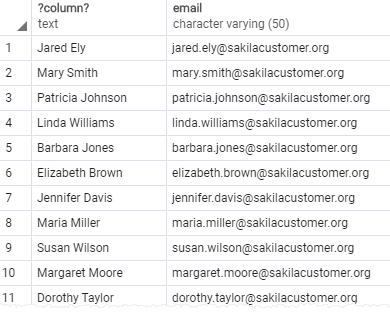 ?column? email
text character varying (50)
1 Jared Ely jared.ely@sakilacustomer.org
2 Mary Smith mary.smith@sakilacustomer.org
3 Patricia Johnson patricia.johnson@sakilacustomer.org
4 Linda Williams linda.williams@sakilacustomer.org
5 Barbara Jones barbara.jones@sakilacustomer.org
6 Elizabeth Brown elizabeth.brown@sakilacustomer.org
7 Jennifer Davis jennifer.davis@sakilacustomer.org
8 Maria Miller maria.miller@sakilacustomer.org
9 Susan Wilson susan.wilson@sakilacustomer.org
10 Margaret Moore margaret.moore@sakilacustomer.org
11 Dorothy Taylor dorothy.taylor@sakilacustomer.org